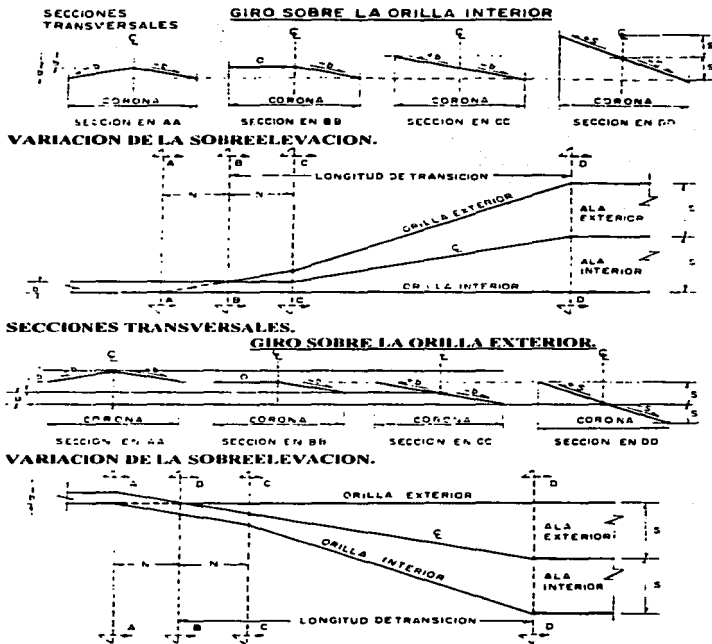 SECCIONES TRANSVERSALES
GIRO SOBRE LA ORILLA INTERIOR
CORONA CORONA CORONA CORONA
SECCION EN AA SECCION EN BB SECCION EN CC SECCION EN DD
VARIACION DE LA SOBREELEVACION.
A B C D
N N LONGITUD DE TRANSICION
ORILLA EXTERIOR
ALA EXTERIOR S
℄
ALA INTERIOR S
ORILLA INTERIOR
A B C D
SECCIONES TRANSVERSALES.
GIRO SOBRE LA ORILLA EXTERIOR.
CORONA CORONA CORONA CORONA
SECCION EN AA SECCION EN BB SECCION EN CC SECCION EN DD
VARIACION DE LA SOBREELEVACION.
A C D
ORILLA EXTERIOR
ALA EXTERIOR S
℄
ORILLA INTERIOR
ALA INTERIOR S
N N
LONGITUD DE TRANSICION
A B C D